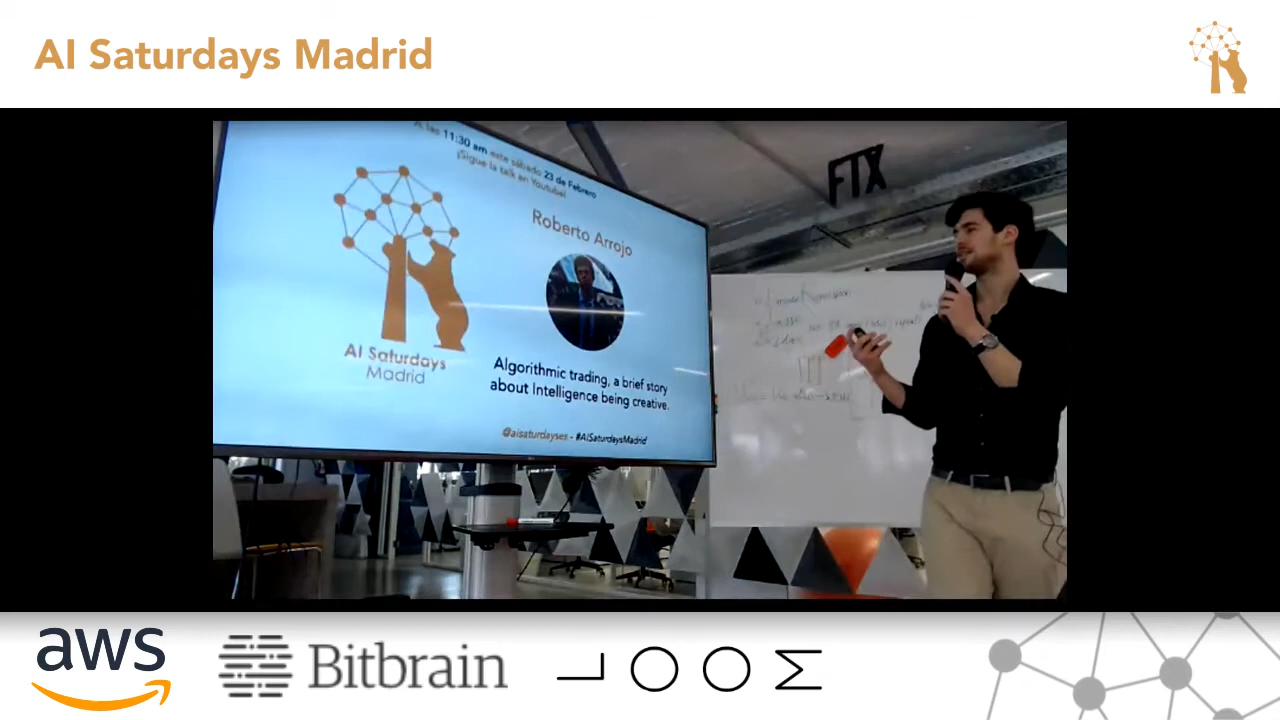 AI Saturdays Madrid
A las 11:30 am este sábado 23 de Febrero
¡Sigue la talk en Youtube!
Roberto Arrojo
AI Saturdays
Madrid
Algorithmic trading, a brief story
about Intelligence being creative.
@aisaturdayses - #AISaturdaysMadrid
FTX
aws
Bitbrain
LOOM